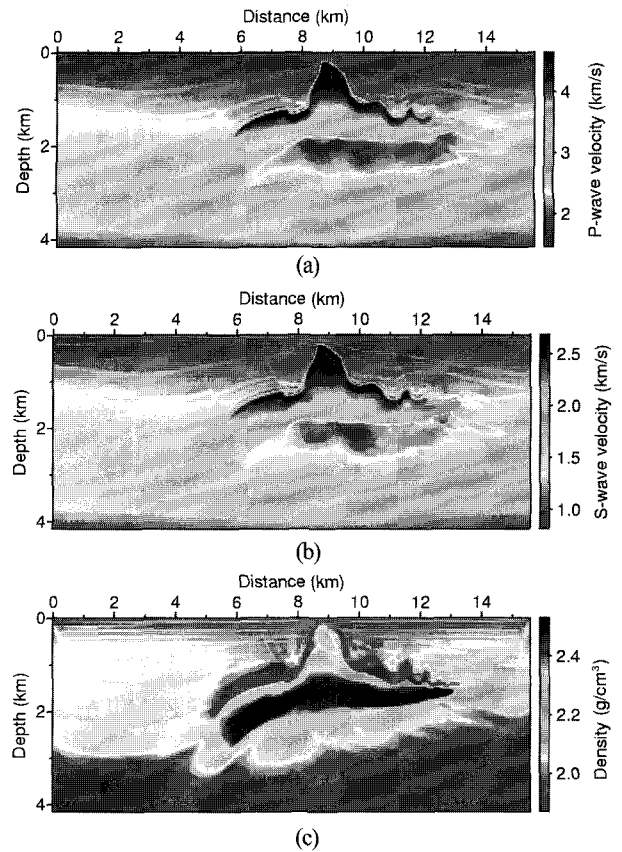 Distance (km)
0 2 4 6 8 10 12 14
0
2
4
Depth (km)
4
3
2
P-wave velocity (km/s)
(a)
Distance (km)
0 2 4 6 8 10 12 14
0
2
4
Depth (km)
2.5
2.0
1.5
1.0
S-wave velocity (km/s)
(b)
Distance (km)
0 2 4 6 8 10 12 14
0
2
4
Depth (km)
2.4
2.2
2.0
Density (g/cm³)
(c)